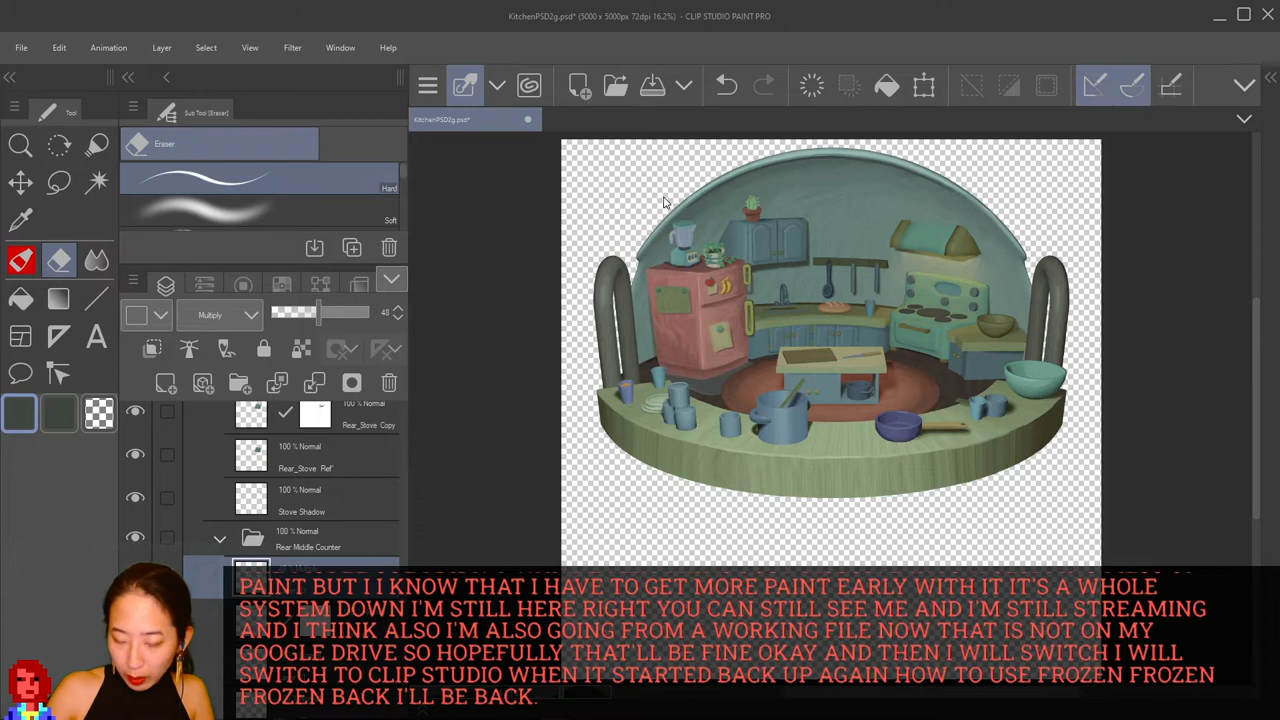 KitchenPSD2g.psd* (5000 x 5000px 72dpi 16.2%) - CLIP STUDIO PAINT PRO
File Edit Animation Layer Select View Filter Window Help
Tool
Sub Tool [Eraser]
KitchenPSD2g.psd*
Eraser
Hard
Soft
Multiply 48
100 % Normal
Rear_Stove Copy
100 % Normal
Rear_Stove Ref'
100 % Normal
Stove Shadow
100 % Normal
Rear Middle Counter
PAINT BUT I I KNOW THAT I HAVE TO GET MORE PAINT EARLY WITH IT IT'S A WHOLE
SYSTEM DOWN I'M STILL HERE RIGHT YOU CAN STILL SEE ME AND I'M STILL STREAMING
AND I THINK ALSO I'M ALSO GOING FROM A WORKING FILE NOW THAT IS NOT ON MY
GOOGLE DRIVE SO HOPEFULLY THAT'LL BE FINE OKAY AND THEN I WILL SWITCH I WILL
SWITCH TO CLIP STUDIO WHEN IT STARTED BACK UP AGAIN HOW TO USE FROZEN FROZEN
FROZEN BACK I'LL BE BACK.